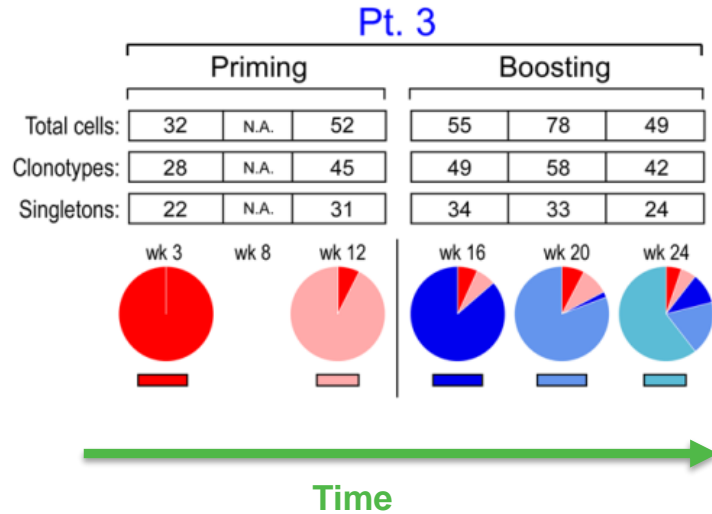 Pt. 3
Priming Boosting
Total cells: 32 N.A. 52 55 78 49
Clonotypes: 28 N.A. 45 49 58 42
Singletons: 22 N.A. 31 34 33 24
wk 3 wk 8 wk 12 wk 16 wk 20 wk 24
Time